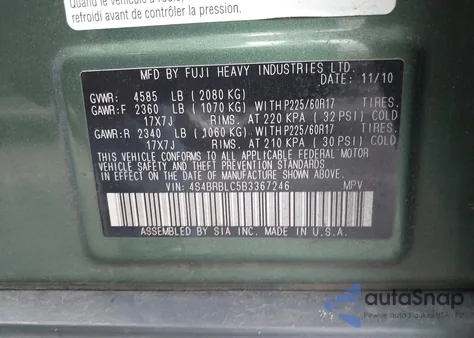 refroidi avant de contrôler la pression.
MFD BY FUJI HEAVY INDUSTRIES LTD.
DATE: 11/10
GVWR: 4585 LB ( 2080 KG)
GAWR:F 2360 LB ( 1070 KG) WITH P225/60R17 TIRES.
17X7J RIMS. AT 220 KPA ( 32 PSI) COLD
GAWR:R 2340 LB ( 1060 KG) WITH P225/60R17 TIRES.
17X7J RIMS. AT 210 KPA ( 30 PSI) COLD
THIS VEHICLE CONFORMS TO ALL APPLICABLE FEDERAL MOTOR
VEHICLE SAFETY AND THEFT PREVENTION STANDARDS IN EFFECT
ON THE DATE OF MANUFACTURE SHOWN ABOVE.
VIN: 4S4BRBLC5B3367246 MPV
ASSEMBLED BY SIA INC. MADE IN U.S.A.
autoSnap